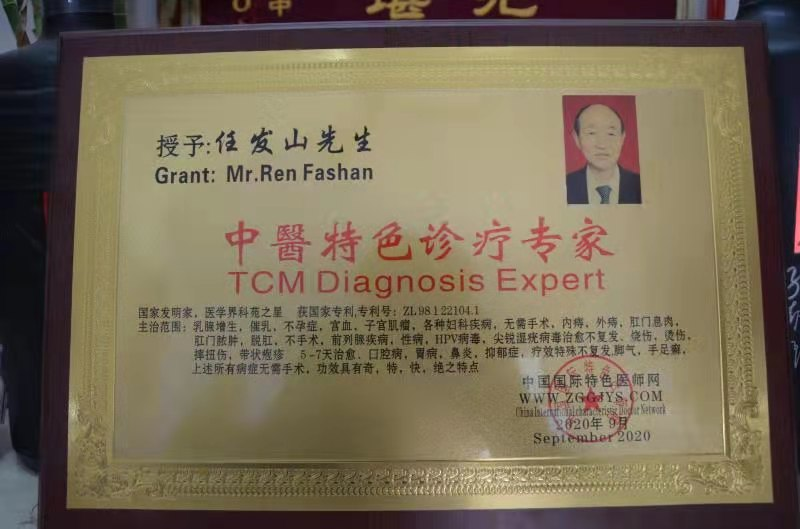 授予:任发山先生
Grant: Mr.Ren Fashan
中醫特色诊疗专家
TCM Diagnosis Expert
国家发明家，医学界科苑之星 获国家专利,专利号：ZL98122104.1
主治范围：乳腺增生，催乳，不孕症，宫血，子宫肌瘤，各种妇科疾病，无需手术，内痔，外痔，肛门息肉，
肛门脓肿，脱肛，不手术，前列腺疾病，性病，HPV病毒，尖锐湿疣病毒治愈不复发、烧伤，烫伤，
摔扭伤，带状疱疹 5-7天治愈、口腔病，胃病，鼻炎，抑郁症，疗效特殊不复发,脚气，手足癣，
上述所有病症无需手术，功效具有奇，特，快，绝之特点
中国国际特色医师网
WWW.ZGGJYS.COM
China International characteristic Doctor Network
2020年 9月
September 2020